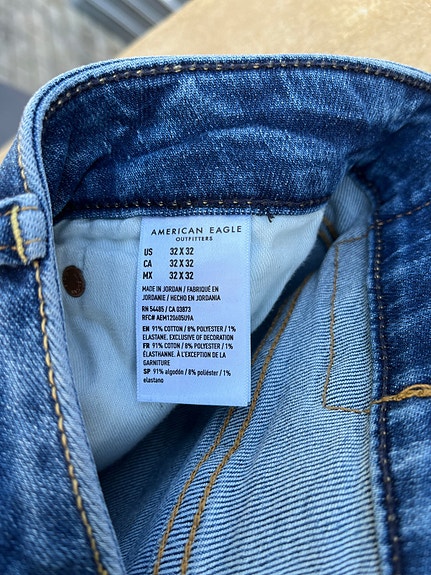 AMERICAN EAGLE
OUTFITTERS
US 32 X 32
CA 32 X 32
MX 32 X 32
MADE IN JORDAN / FABRIQUÉ EN
JORDANIE / HECHO EN JORDANIA
RN 54485 / CA 03873
RFC# AEM120605U9A
EN 91% COTTON / 8% POLYESTER / 1%
ELASTANE, EXCLUSIVE OF DECORATION
FR 91% COTON / 8% POLYESTER / 1%
ÉLASTHANNE. À L'EXCEPTION DE LA
GARNITURE
SP 91% algodón / 8% poliéster / 1%
elastano